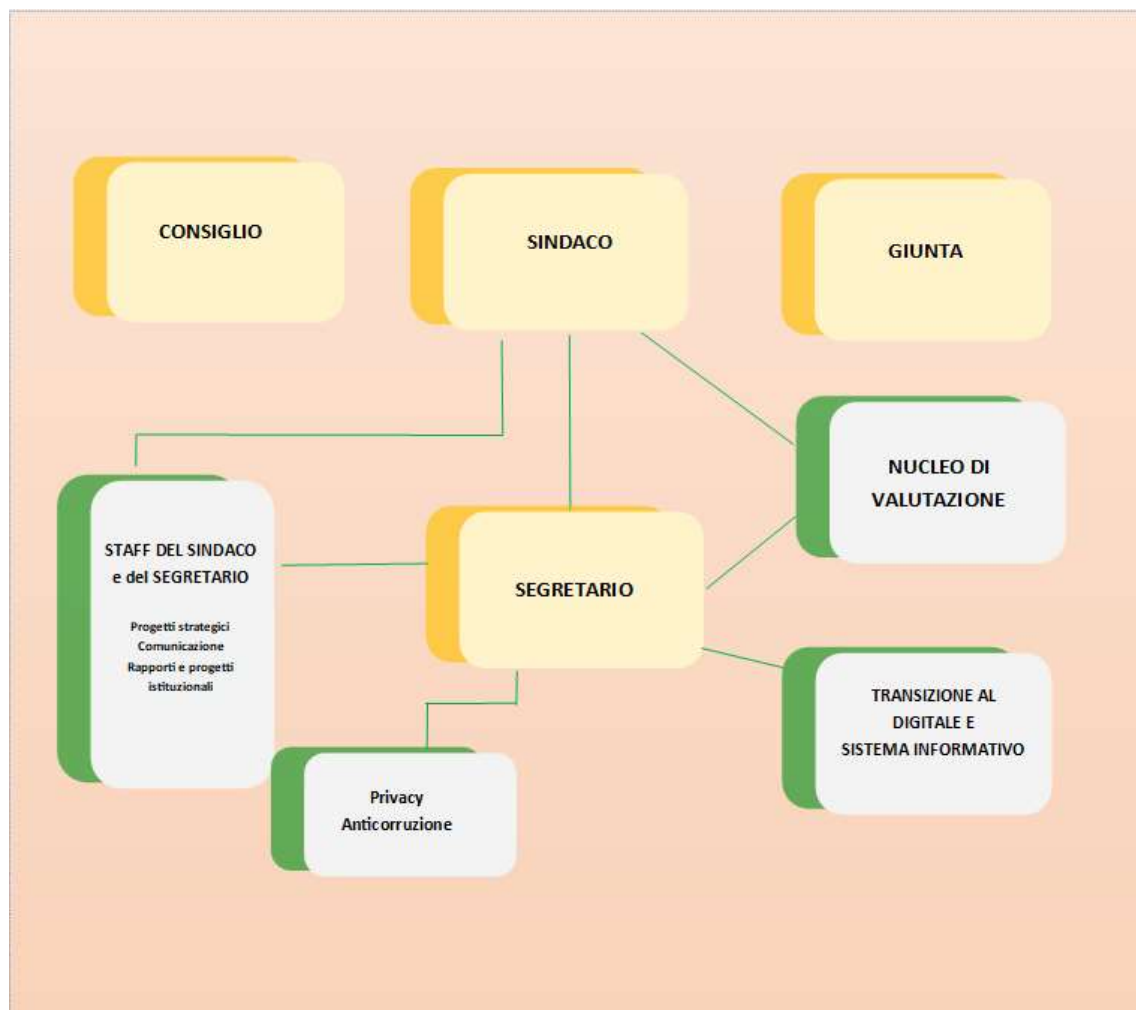 CONSIGLIO
SINDACO
GIUNTA
NUCLEO DI
VALUTAZIONE
STAFF DEL SINDACO
e del SEGRETARIO
Progetti strategici
Comunicazione
Rapporti e progetti
istituzionali
SEGRETARIO
TRANSIZIONE AL
DIGITALE E
SISTEMA INFORMATIVO
Privacy
Anticorruzione